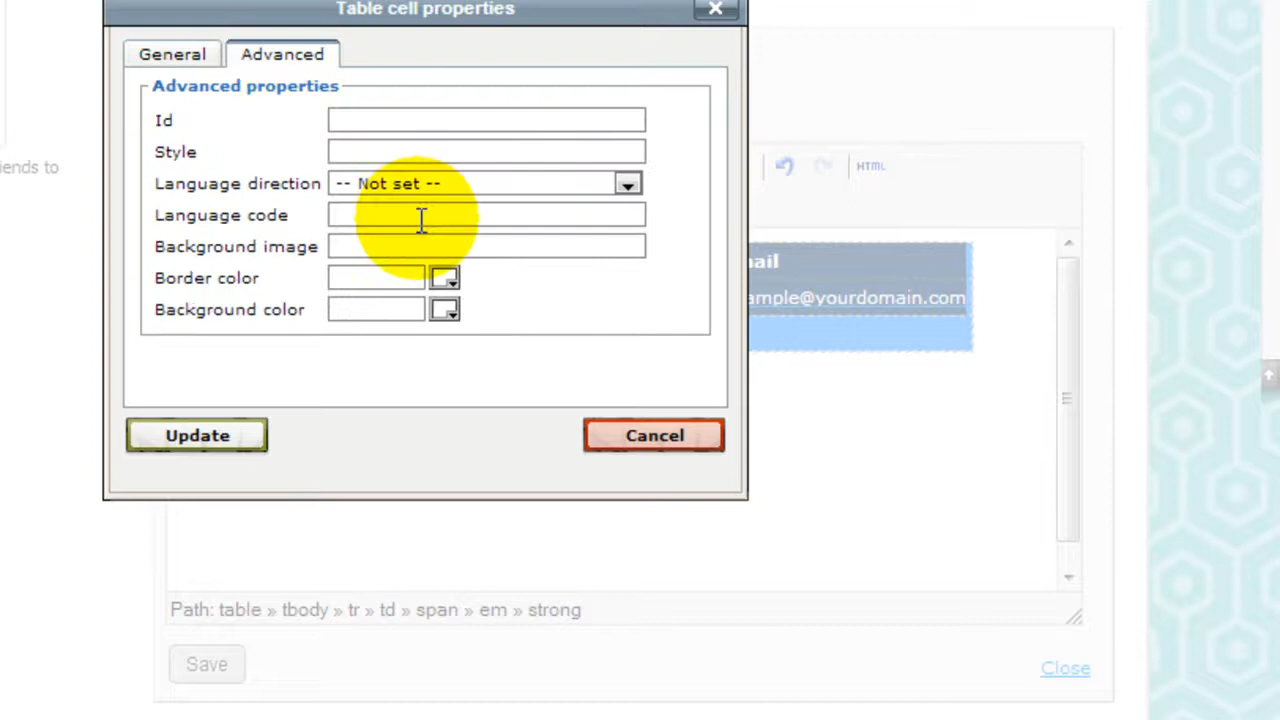 Table cell properties
General
Advanced
Advanced properties
Id
Style
Language direction
-- Not set --
Language code
Background image
Border color
Background color
Update
Cancel
iends to
HTML
ail
ample@yourdomain.com
Path: table » tbody » tr » td » span » em » strong
Save
Close